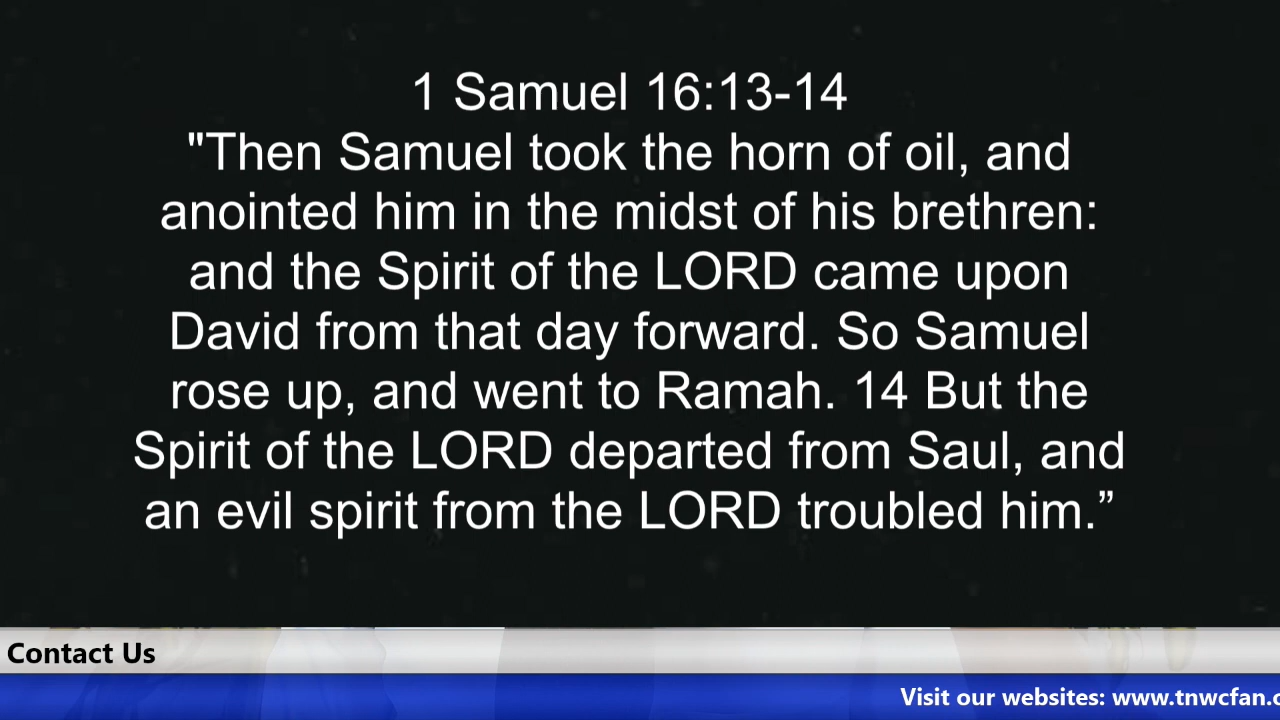 1 Samuel 16:13-14
"Then Samuel took the horn of oil, and
anointed him in the midst of his brethren:
and the Spirit of the LORD came upon
David from that day forward. So Samuel
rose up, and went to Ramah. 14 But the
Spirit of the LORD departed from Saul, and
an evil spirit from the LORD troubled him.”
Contact Us
Visit our websites: www.tnwcfan.c